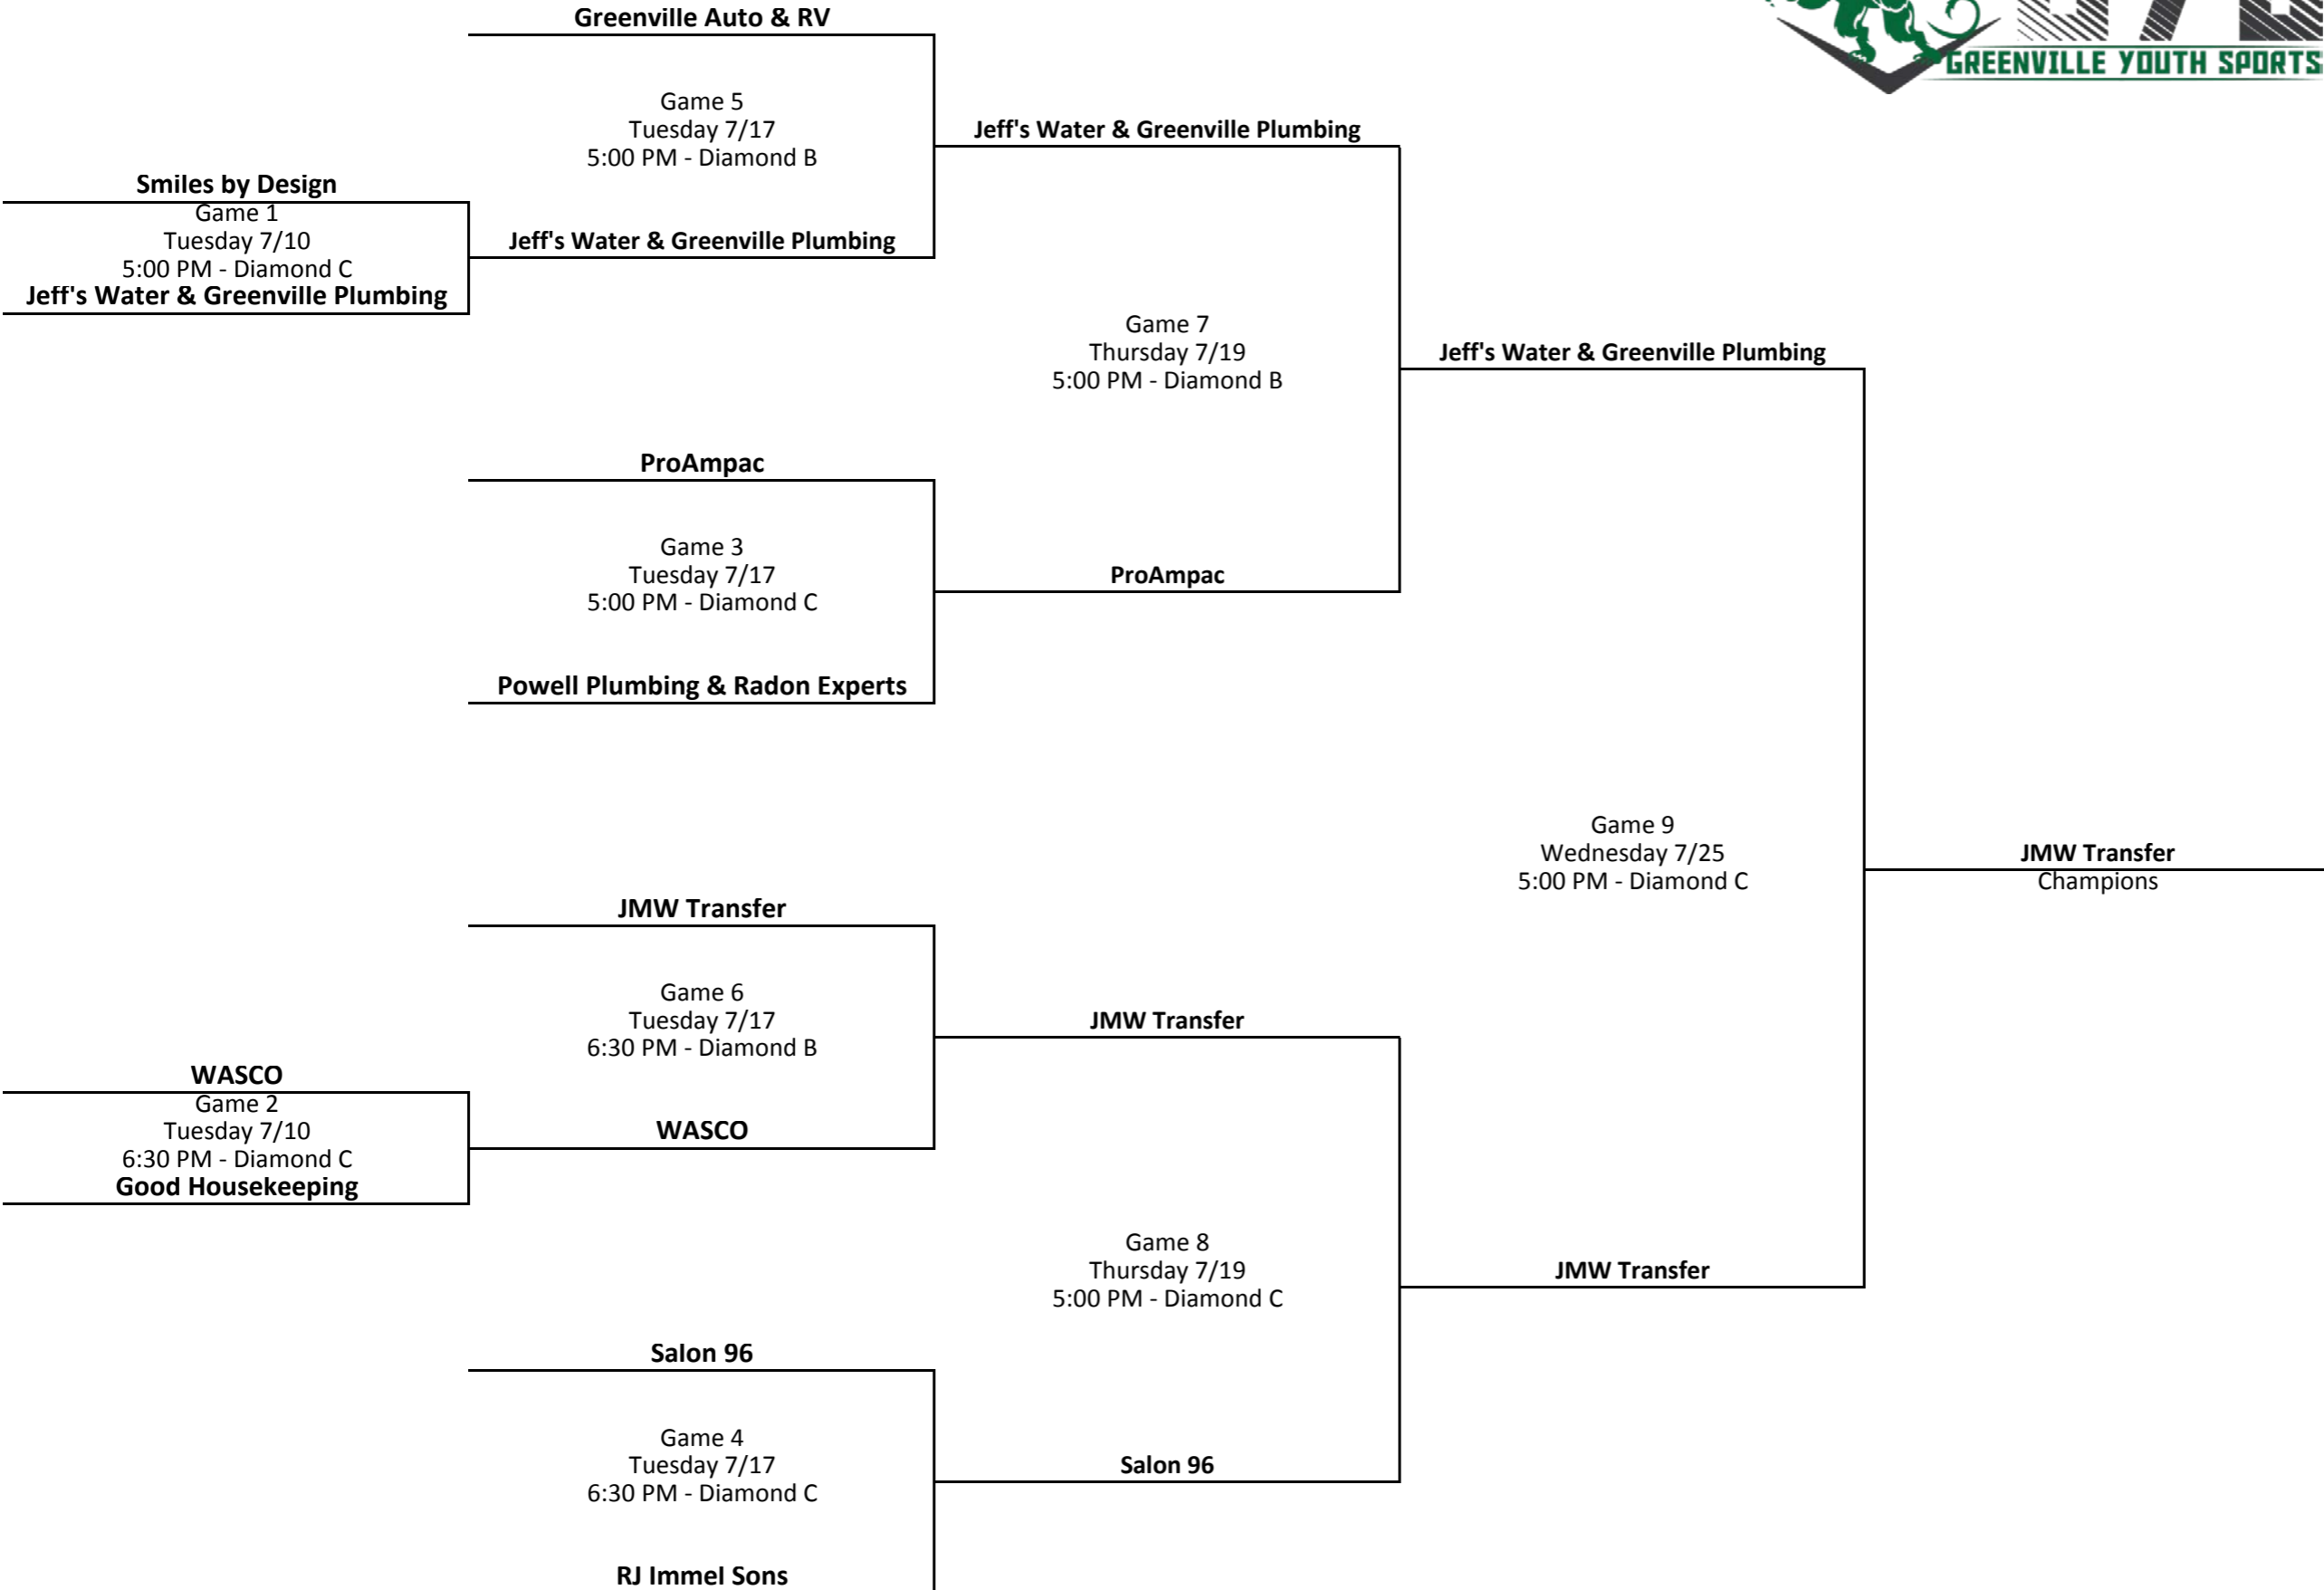 Greenville Auto & RV
GREENVILLE YOUTH SPORTS
Game 5
Tuesday 7/17
5:00 PM - Diamond B
Jeff's Water & Greenville Plumbing
Smiles by Design
Game 1
Tuesday 7/10
5:00 PM - Diamond C
Jeff's Water & Greenville Plumbing
Jeff's Water & Greenville Plumbing
Game 7
Thursday 7/19
5:00 PM - Diamond B
Jeff's Water & Greenville Plumbing
ProAmpac
Game 3
Tuesday 7/17
5:00 PM - Diamond C
ProAmpac
Powell Plumbing & Radon Experts
Game 9
Wednesday 7/25
5:00 PM - Diamond C
JMW Transfer
Champions
JMW Transfer
Game 6
Tuesday 7/17
6:30 PM - Diamond B
JMW Transfer
WASCO
Game 2
Tuesday 7/10
6:30 PM - Diamond C
Good Housekeeping
WASCO
Game 8
Thursday 7/19
5:00 PM - Diamond C
JMW Transfer
Salon 96
Game 4
Tuesday 7/17
6:30 PM - Diamond C
Salon 96
RJ Immel Sons